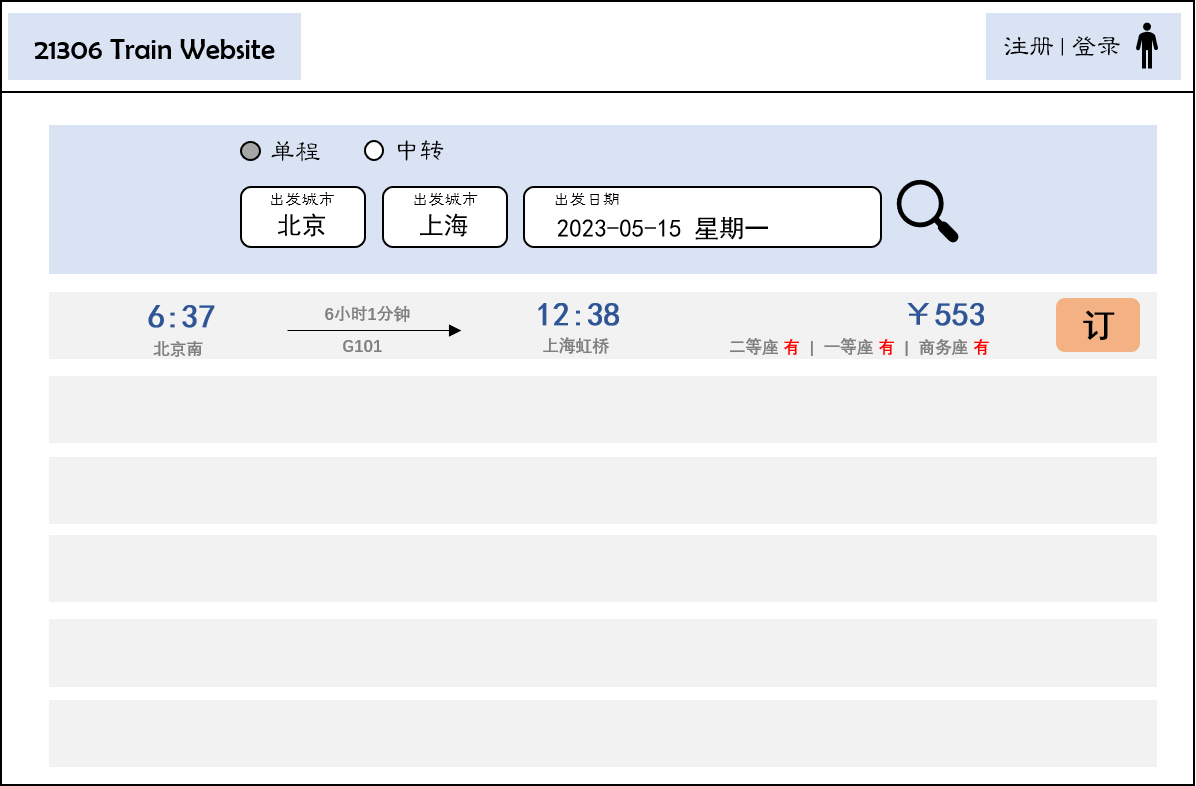 21306 Train Website
注册 | 登录
单程 中转
出发城市 出发城市 出发日期
北京 上海 2023-05-15 星期一
6:37 6小时1分钟 12:38 ￥553
北京南 G101 上海虹桥 二等座 有 | 一等座 有 | 商务座 有
订